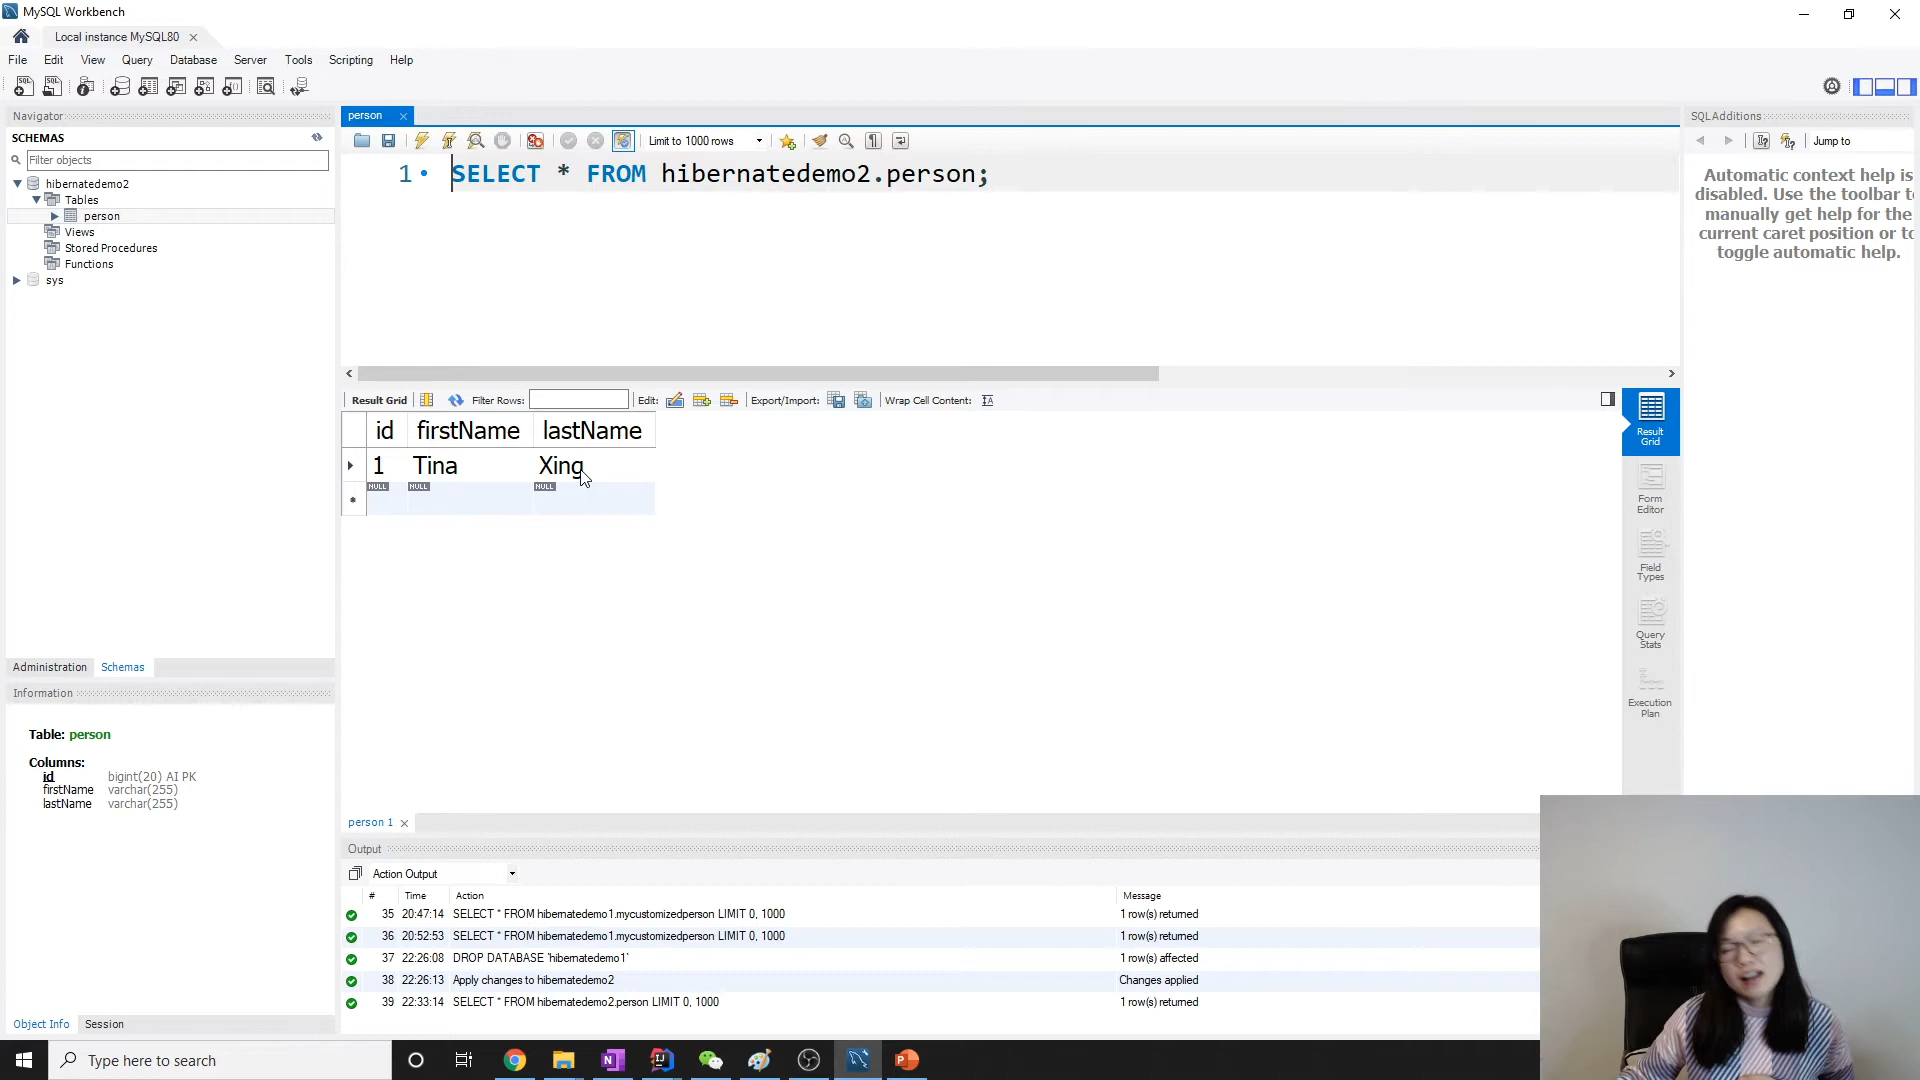 MySQL Workbench
Local instance MySQL80
File Edit View Query Database Server Tools Scripting Help
Navigator
SCHEMAS
Filter objects
hibernatedemo2
Tables
person
Views
Stored Procedures
Functions
sys
Administration Schemas
Information
Table: person
Columns:
id bigint(20) AI PK
firstName varchar(255)
lastName varchar(255)
Object Info Session
person
Limit to 1000 rows
1 SELECT * FROM hibernatedemo2.person;
Result Grid Filter Rows: Edit: Export/Import: Wrap Cell Content:
id firstName lastName
1 Tina Xing
NULL NULL NULL
Result Grid
Form Editor
Field Types
Query Stats
Execution Plan
person 1
Output
Action Output
# Time Action Message
35 20:47:14 SELECT * FROM hibernatedemo1.mycustomizedperson LIMIT 0, 1000 1 row(s) returned
36 20:52:53 SELECT * FROM hibernatedemo1.mycustomizedperson LIMIT 0, 1000 1 row(s) returned
37 22:26:08 DROP DATABASE `hibernatedemo1` 1 row(s) affected
38 22:26:13 Apply changes to hibernatedemo2 Changes applied
39 22:33:14 SELECT * FROM hibernatedemo2.person LIMIT 0, 1000 1 row(s) returned
SQLAdditions
Jump to
Automatic context help is
disabled. Use the toolbar
manually get help for the
current caret position or
toggle automatic help.
Type here to search